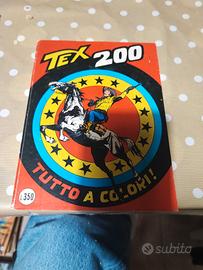 TEX 200
TUTTO A COLORI!
L. 350
subito